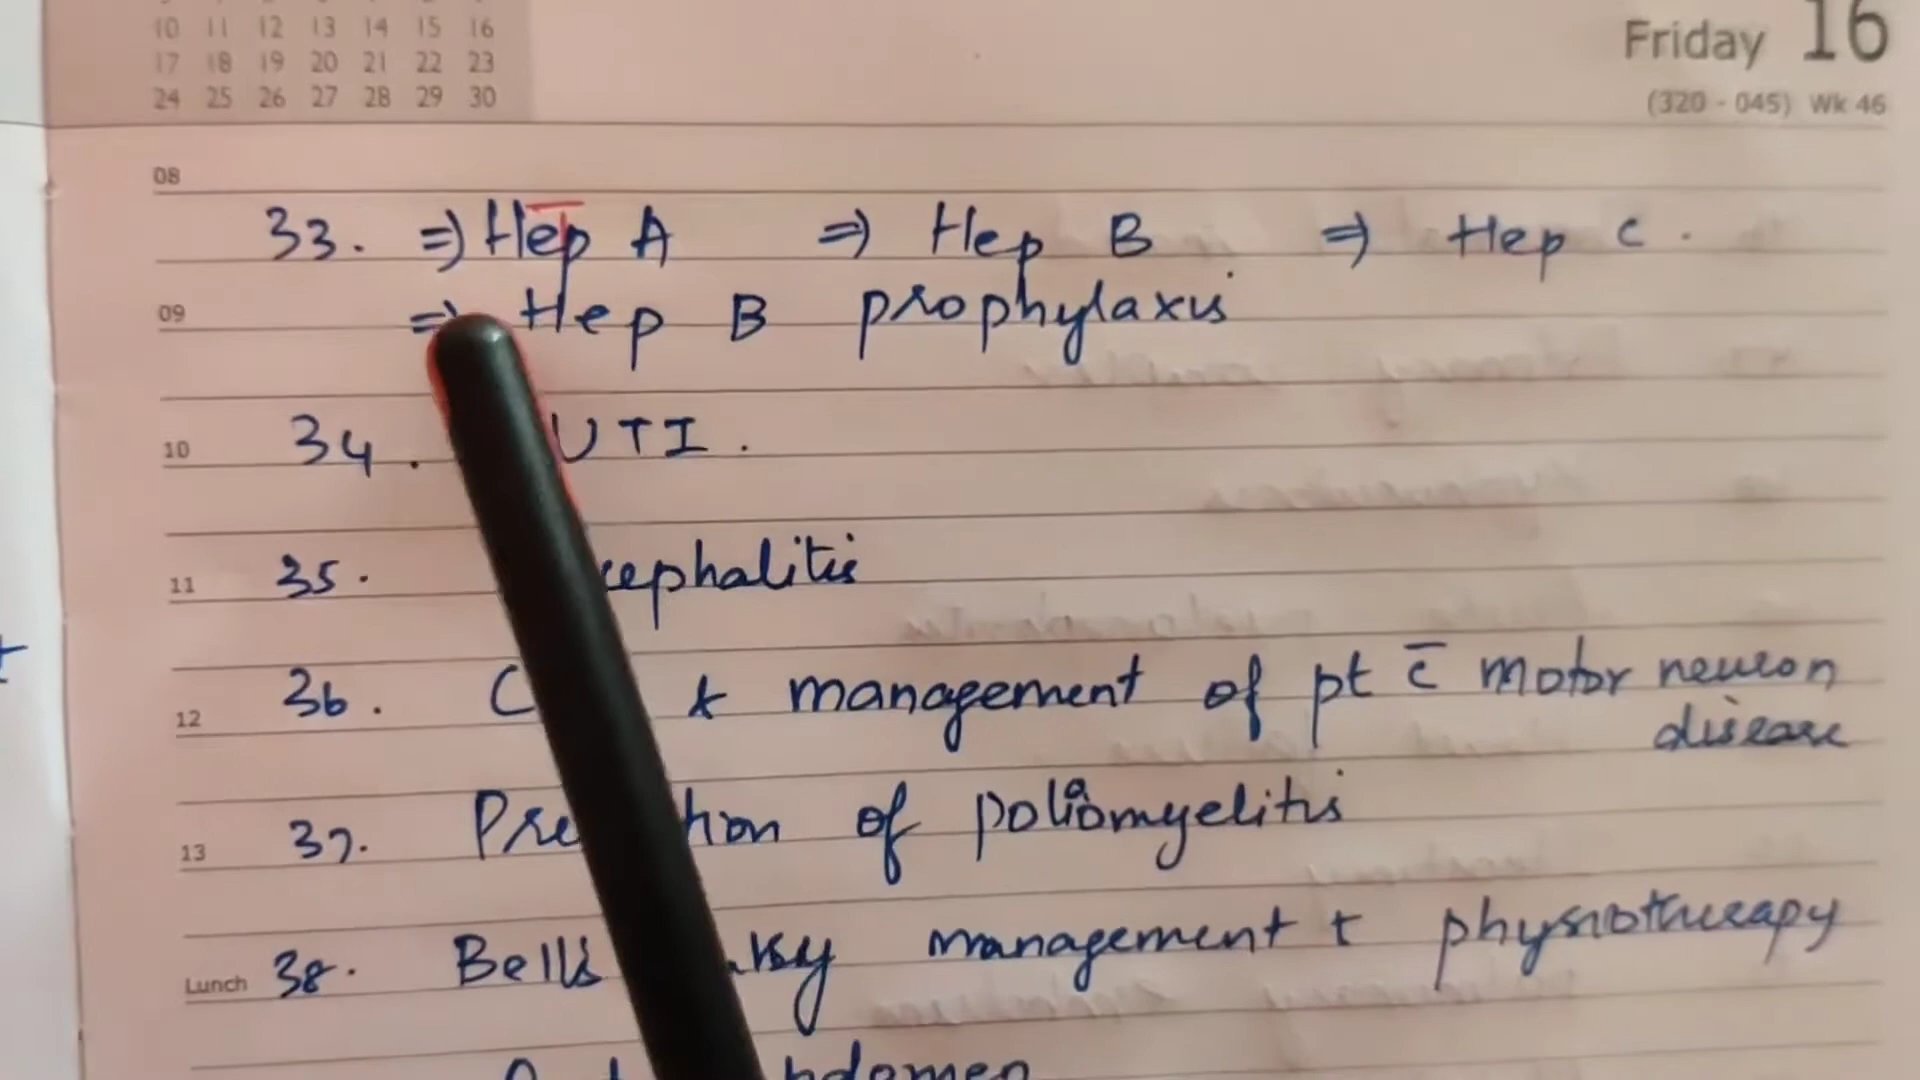 10 11 12 13 14 15 16
17 18 19 20 21 22 23
24 25 26 27 28 29 30
Friday 16
(320 - 045) Wk 46
08
33. ⇒ Hep A ⇒ Hep B ⇒ Hep C.
09
⇒ Hep B prophylaxis
10
34. UTI.
11
35. cephalitis
12
36. C & management of pt c̄ motor neuron
disease
13
37. Pre tion of poliomyelitis
Lunch
38. Bell's lsy management + physiotherapy
bdomen